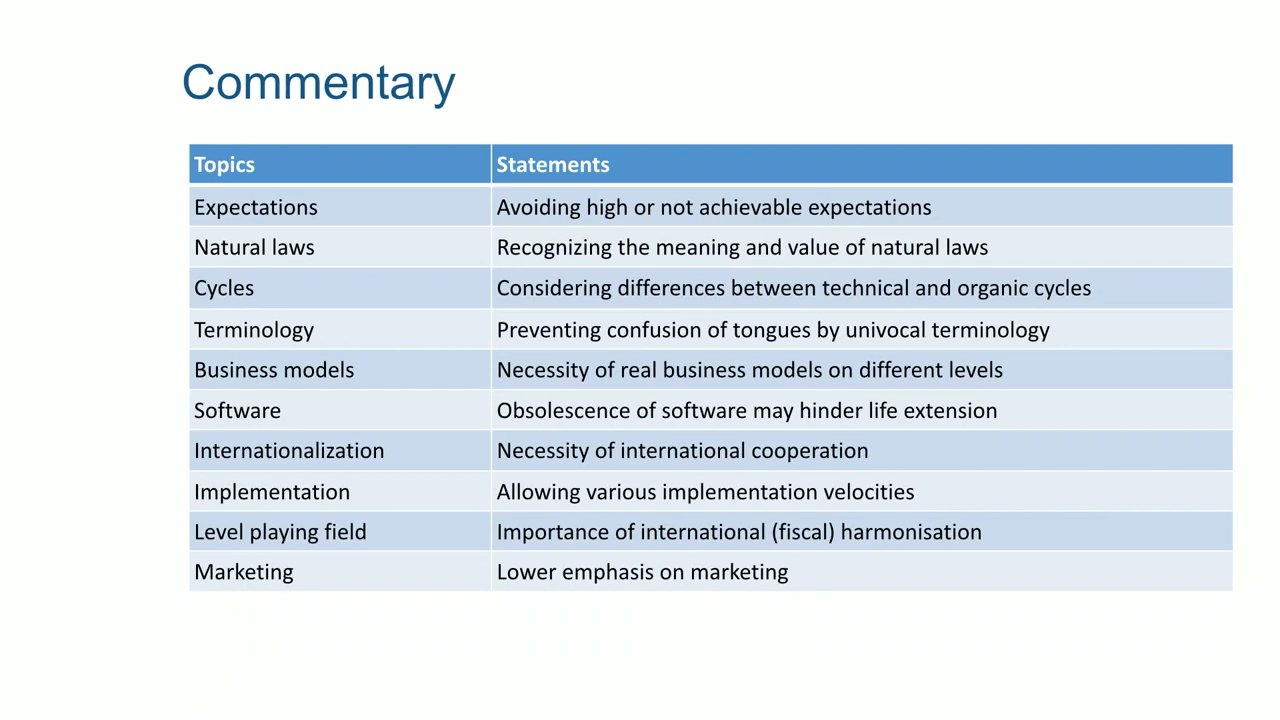 Commentary
Topics Statements
Expectations Avoiding high or not achievable expectations
Natural laws Recognizing the meaning and value of natural laws
Cycles Considering differences between technical and organic cycles
Terminology Preventing confusion of tongues by univocal terminology
Business models Necessity of real business models on different levels
Software Obsolescence of software may hinder life extension
Internationalization Necessity of international cooperation
Implementation Allowing various implementation velocities
Level playing field Importance of international (fiscal) harmonisation
Marketing Lower emphasis on marketing